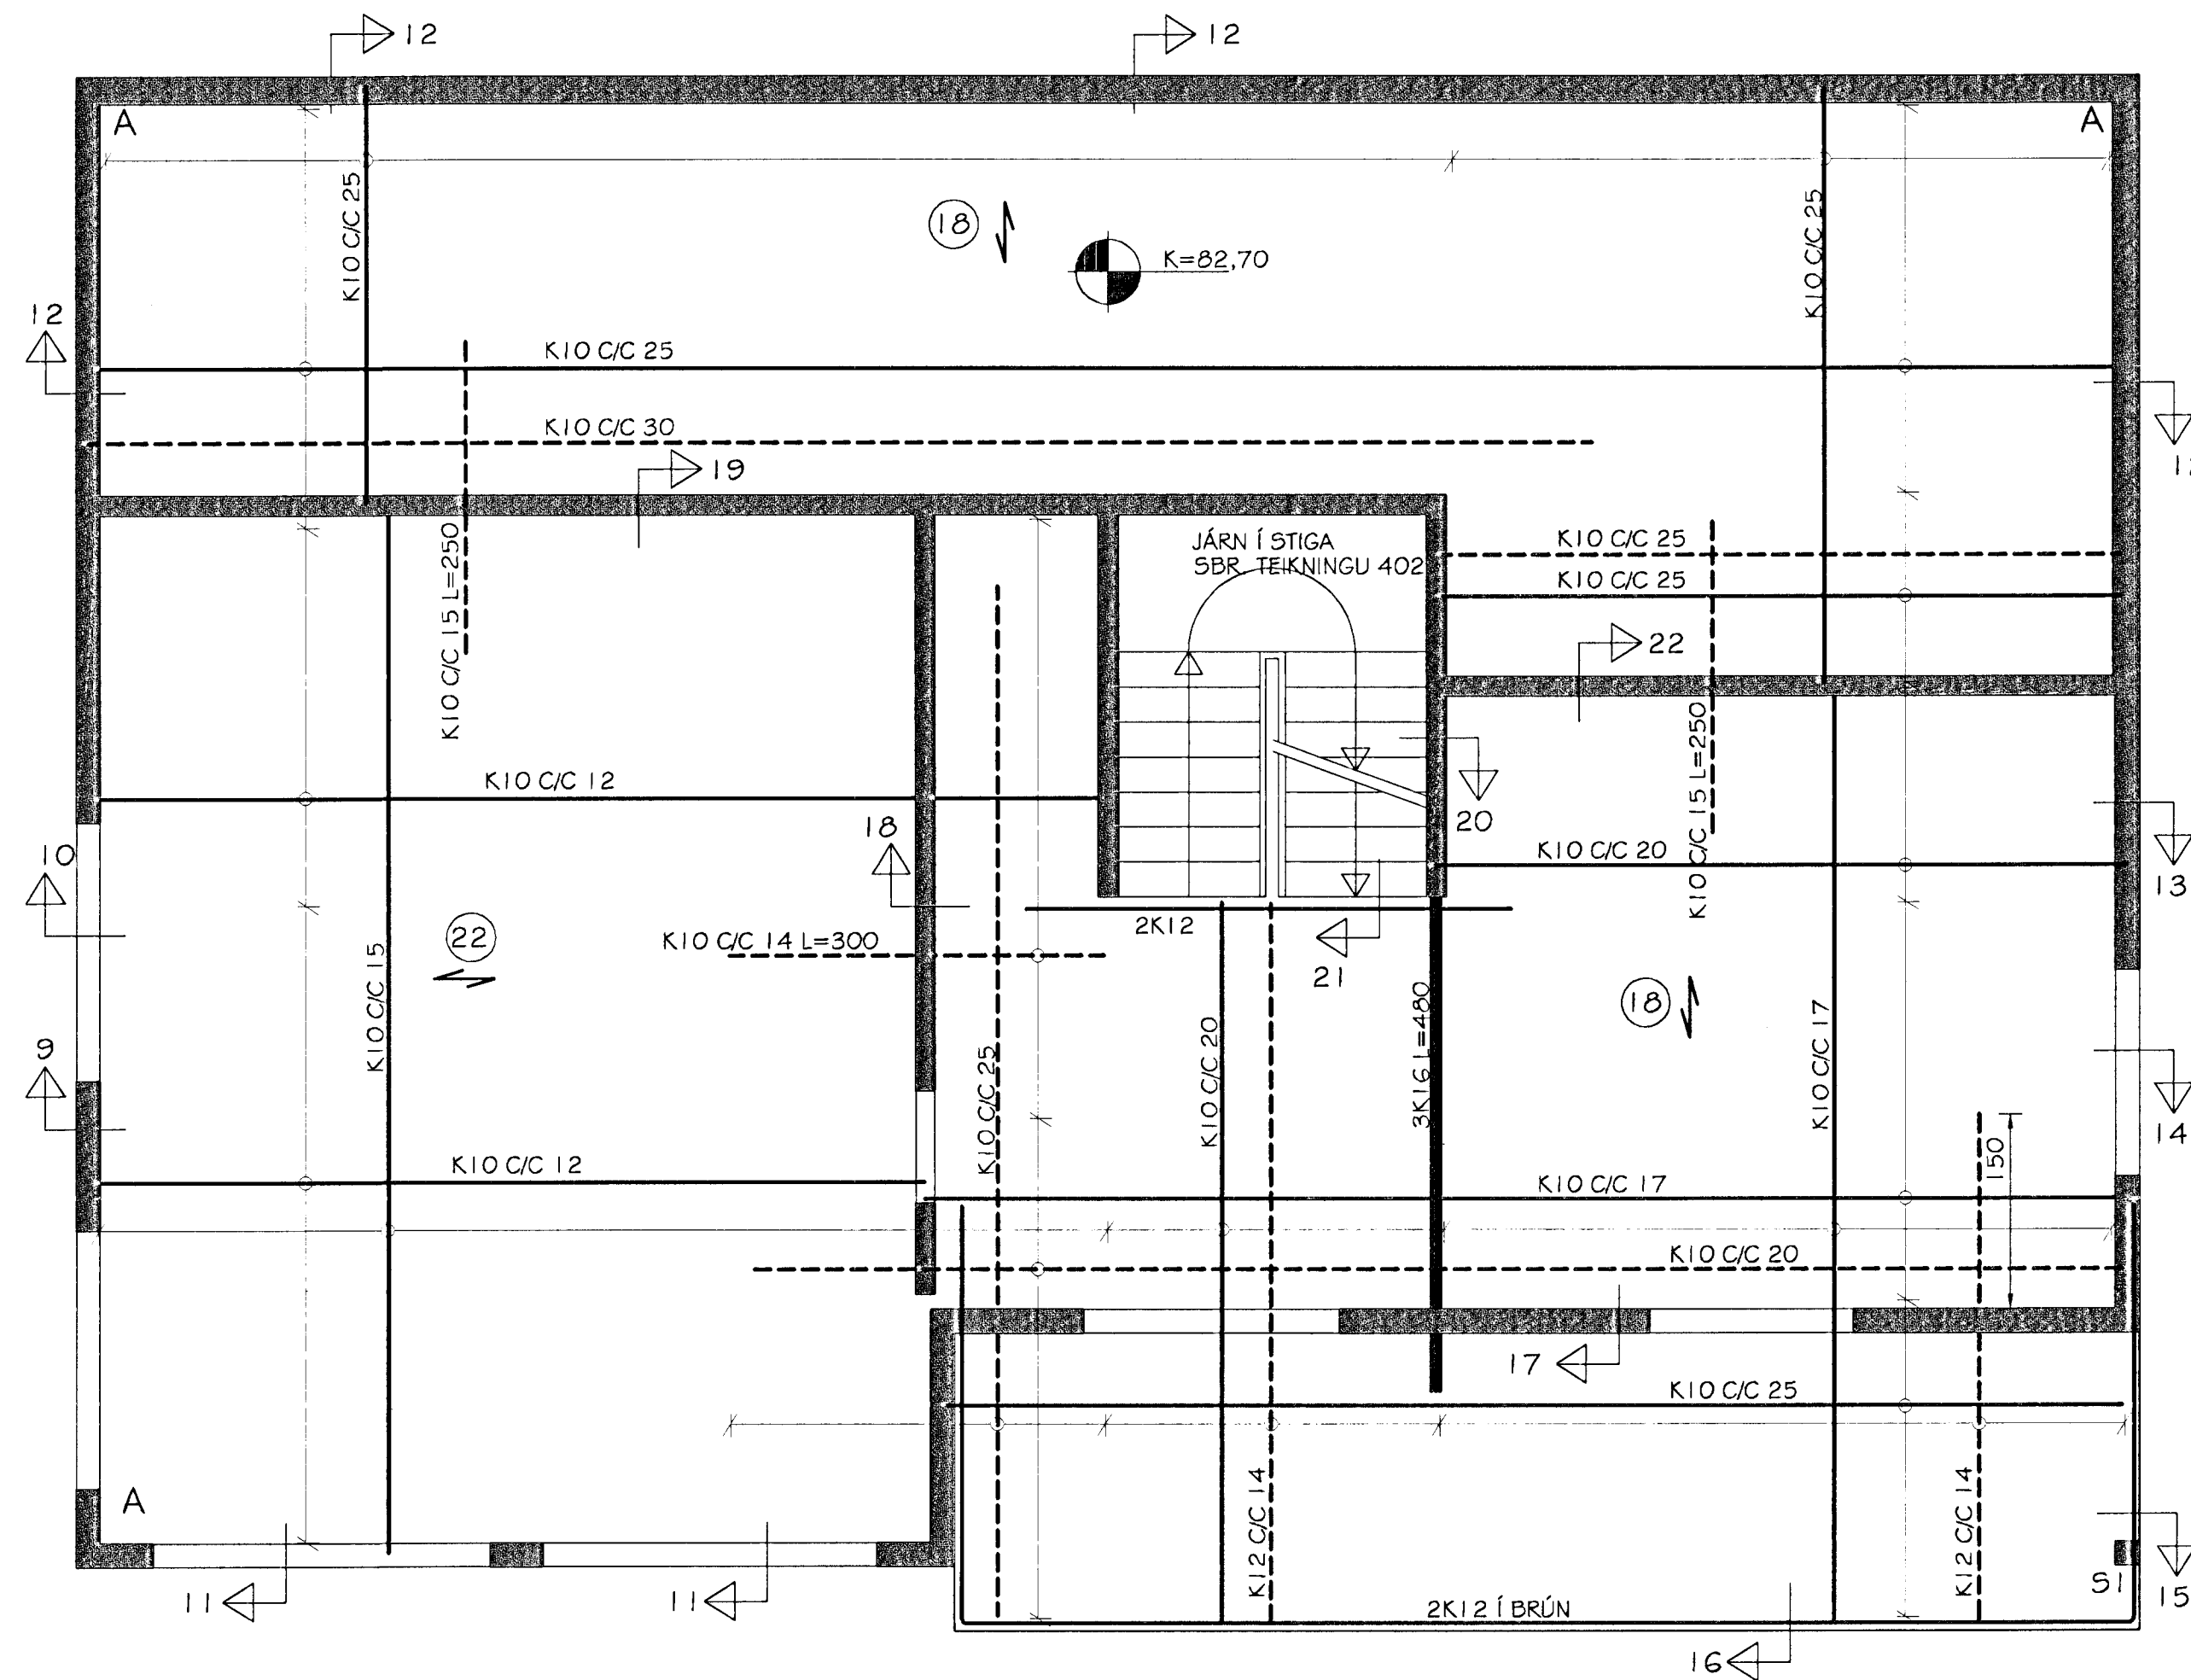 12
12
A
A
K10 C/C 25
K10 C/C 25
18
K=82,70
12
K10 C/C 25
K10 C/C 30
19
K10 C/C 15 L=250
JÁRN Í STIGA
SBR. TEIKNINGU 402
K10 C/C 25
K10 C/C 25
22
K10 C/C 15 L=250
K10 C/C 12
18
20
10
K10 C/C 20
13
2K12
22
K10 C/C 14 L=300
21
K10 C/C 15
18
3K16 L=480
K10 C/C 17
9
K10 C/C 25
K10 C/C 20
14
150
K10 C/C 12
K10 C/C 17
K10 C/C 20
17
K10 C/C 25
A
K12 C/C 14
K12 C/C 14
S1
15
11
11
2K12 Í BRÚN
16